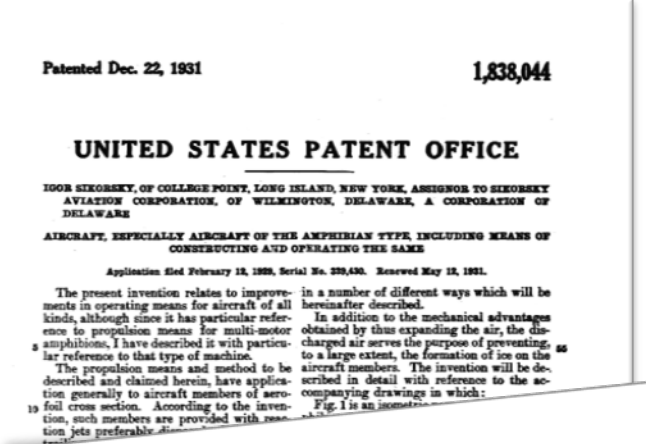 Patented Dec. 22, 1931
1,838,044
UNITED STATES PATENT OFFICE
IGOR SIKORSKY, OF COLLEGE POINT, LONG ISLAND, NEW YORK, ASSIGNOR TO SIKORSKY
AVIATION CORPORATION, OF WILMINGTON, DELAWARE, A CORPORATION OF
DELAWARE
AIRCRAFT, ESPECIALLY AIRCRAFT OF THE AMPHIBIAN TYPE, INCLUDING MEANS OF
CONSTRUCTING AND OPERATING THE SAME
Application filed February 12, 1929, Serial No. 339,430. Renewed May 12, 1931.
The present invention relates to improve-
ments in operating means for aircraft of all
kinds, although since it has particular refer-
ence to propulsion means for multi-motor
5 amphibions, I have described it with particu-
lar reference to that type of machine.
The propulsion means and method to be
described and claimed herein, have applica-
tion generally to aircraft members of aero-
10 foil cross section. According to the inven-
tion, such members are provided with
tion jets preferably
in a number of different ways which will be
hereinafter described.
In addition to the mechanical advantages
obtained by thus expanding the air, the dis-
charged air serves the purpose of preventing, 55
to a large extent, the formation of ice on the
aircraft members. The invention will be de-
scribed in detail with reference to the ac-
companying drawings in which:
Fig. 1 is an isometric